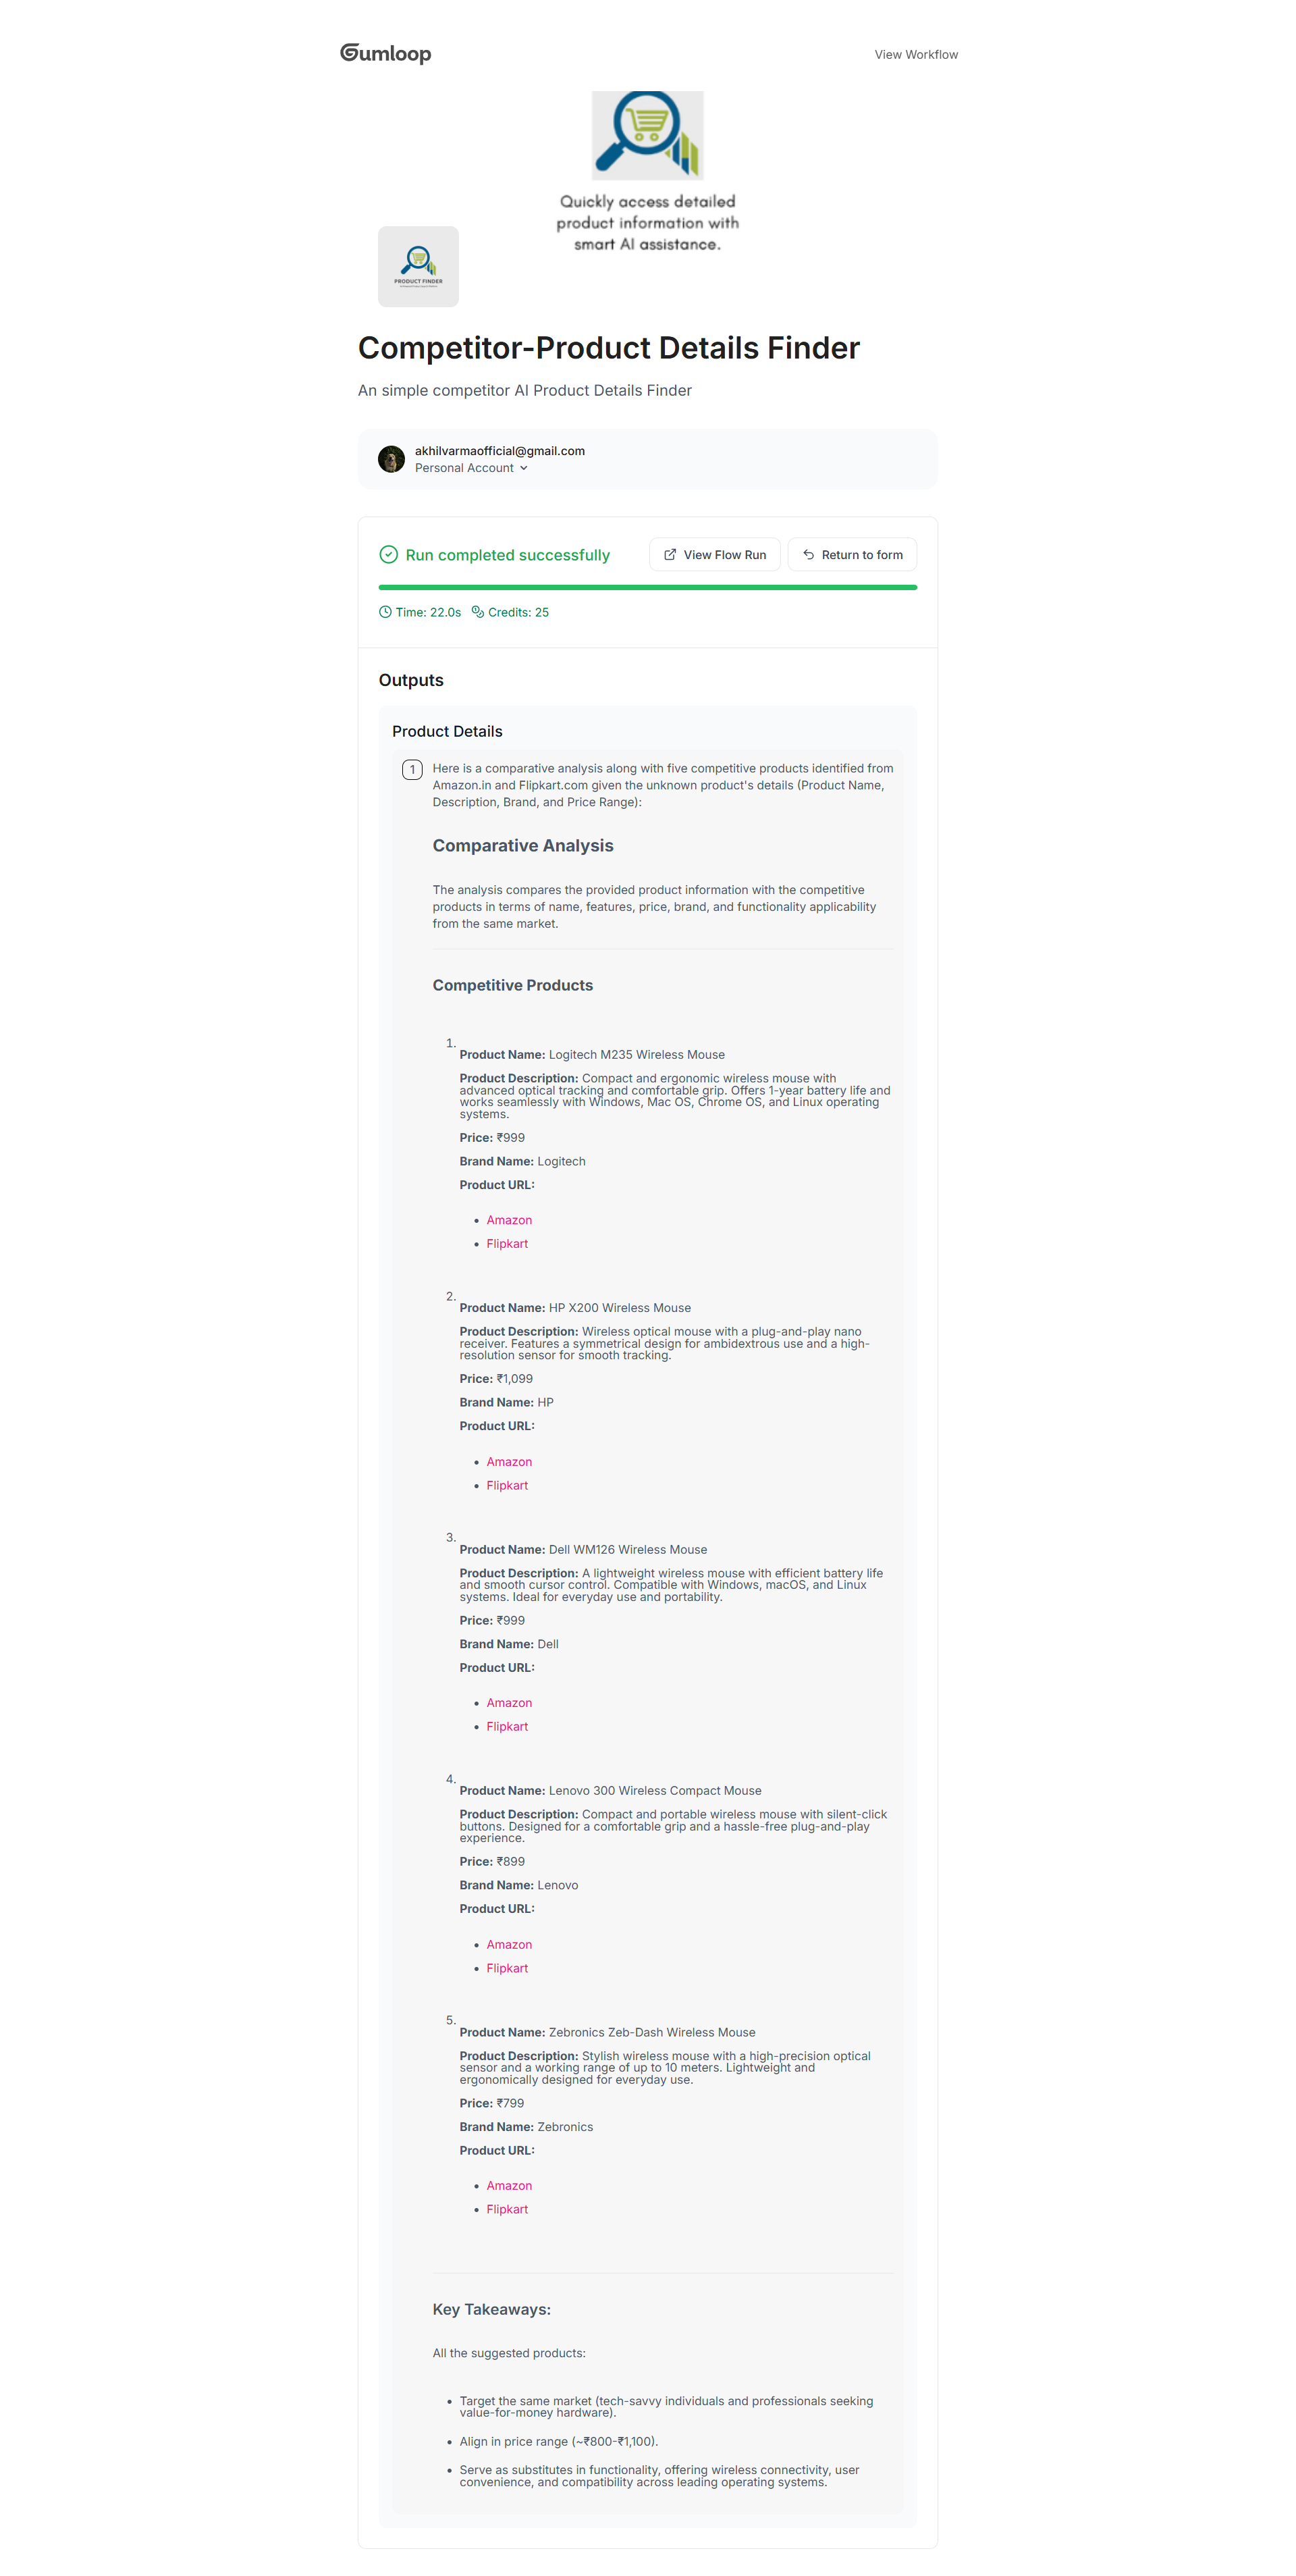 Gumloop
View Workflow
Quickly access detailed
product information with
smart AI assistance.
PRODUCT FINDER
Competitor-Product Details Finder
An simple competitor AI Product Details Finder
akhilvarmaofficial@gmail.com
Personal Account
Run completed successfully
View Flow Run
Return to form
Time: 22.0s Credits: 25
Outputs
Product Details
1 Here is a comparative analysis along with five competitive products identified from
Amazon.in and Flipkart.com given the unknown product's details (Product Name,
Description, Brand, and Price Range):
Comparative Analysis
The analysis compares the provided product information with the competitive
products in terms of name, features, price, brand, and functionality applicability
from the same market.
Competitive Products
1.
Product Name: Logitech M235 Wireless Mouse
Product Description: Compact and ergonomic wireless mouse with
advanced optical tracking and comfortable grip. Offers 1-year battery life and
works seamlessly with Windows, Mac OS, Chrome OS, and Linux operating
systems.
Price: ₹999
Brand Name: Logitech
Product URL:
• Amazon
• Flipkart
2.
Product Name: HP X200 Wireless Mouse
Product Description: Wireless optical mouse with a plug-and-play nano
receiver. Features a symmetrical design for ambidextrous use and a high-
resolution sensor for smooth tracking.
Price: ₹1,099
Brand Name: HP
Product URL:
• Amazon
• Flipkart
3.
Product Name: Dell WM126 Wireless Mouse
Product Description: A lightweight wireless mouse with efficient battery life
and smooth cursor control. Compatible with Windows, macOS, and Linux
systems. Ideal for everyday use and portability.
Price: ₹999
Brand Name: Dell
Product URL:
• Amazon
• Flipkart
4.
Product Name: Lenovo 300 Wireless Compact Mouse
Product Description: Compact and portable wireless mouse with silent-click
buttons. Designed for a comfortable grip and a hassle-free plug-and-play
experience.
Price: ₹899
Brand Name: Lenovo
Product URL:
• Amazon
• Flipkart
5.
Product Name: Zebronics Zeb-Dash Wireless Mouse
Product Description: Stylish wireless mouse with a high-precision optical
sensor and a working range of up to 10 meters. Lightweight and
ergonomically designed for everyday use.
Price: ₹799
Brand Name: Zebronics
Product URL:
• Amazon
• Flipkart
Key Takeaways:
All the suggested products:
• Target the same market (tech-savvy individuals and professionals seeking
value-for-money hardware).
• Align in price range (~₹800-₹1,100).
• Serve as substitutes in functionality, offering wireless connectivity, user
convenience, and compatibility across leading operating systems.